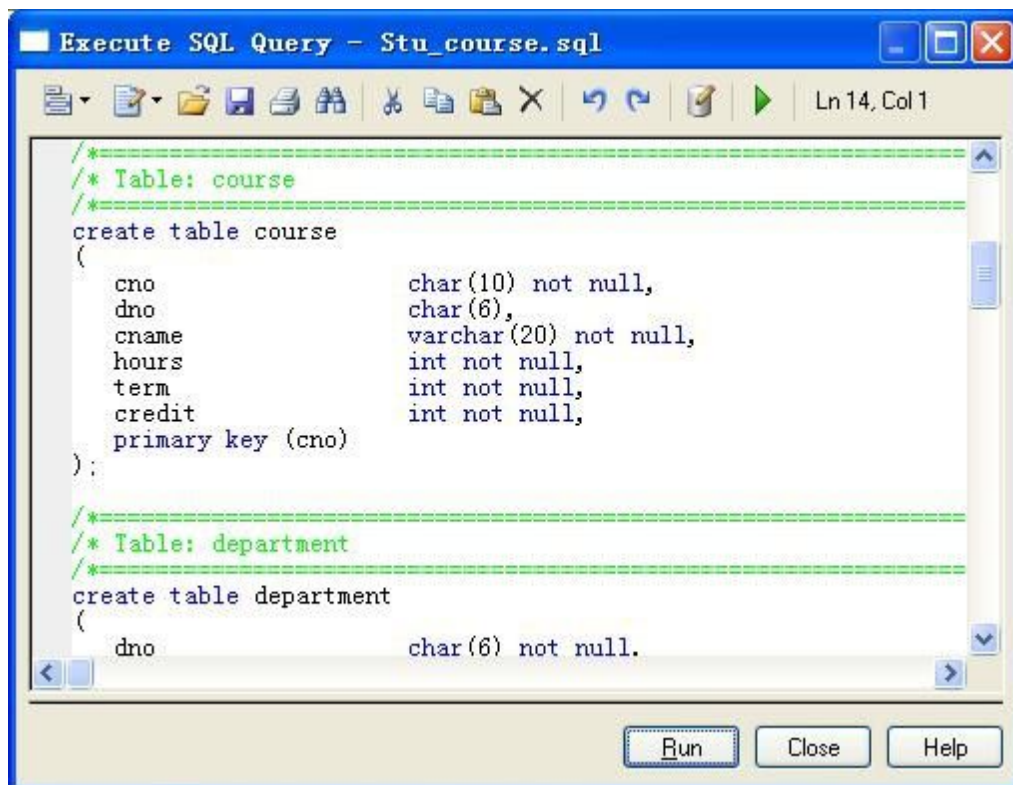 Execute SQL Query - Stu_course.sql
Ln 14, Col 1
/*==============================================================
/* Table: course
/*==============================================================
create table course
(
cno char(10) not null,
dno char(6),
cname varchar(20) not null,
hours int not null,
term int not null,
credit int not null,
primary key (cno)
);
/*==============================================================
/* Table: department
/*==============================================================
create table department
(
dno char(6) not null,
Run Close Help